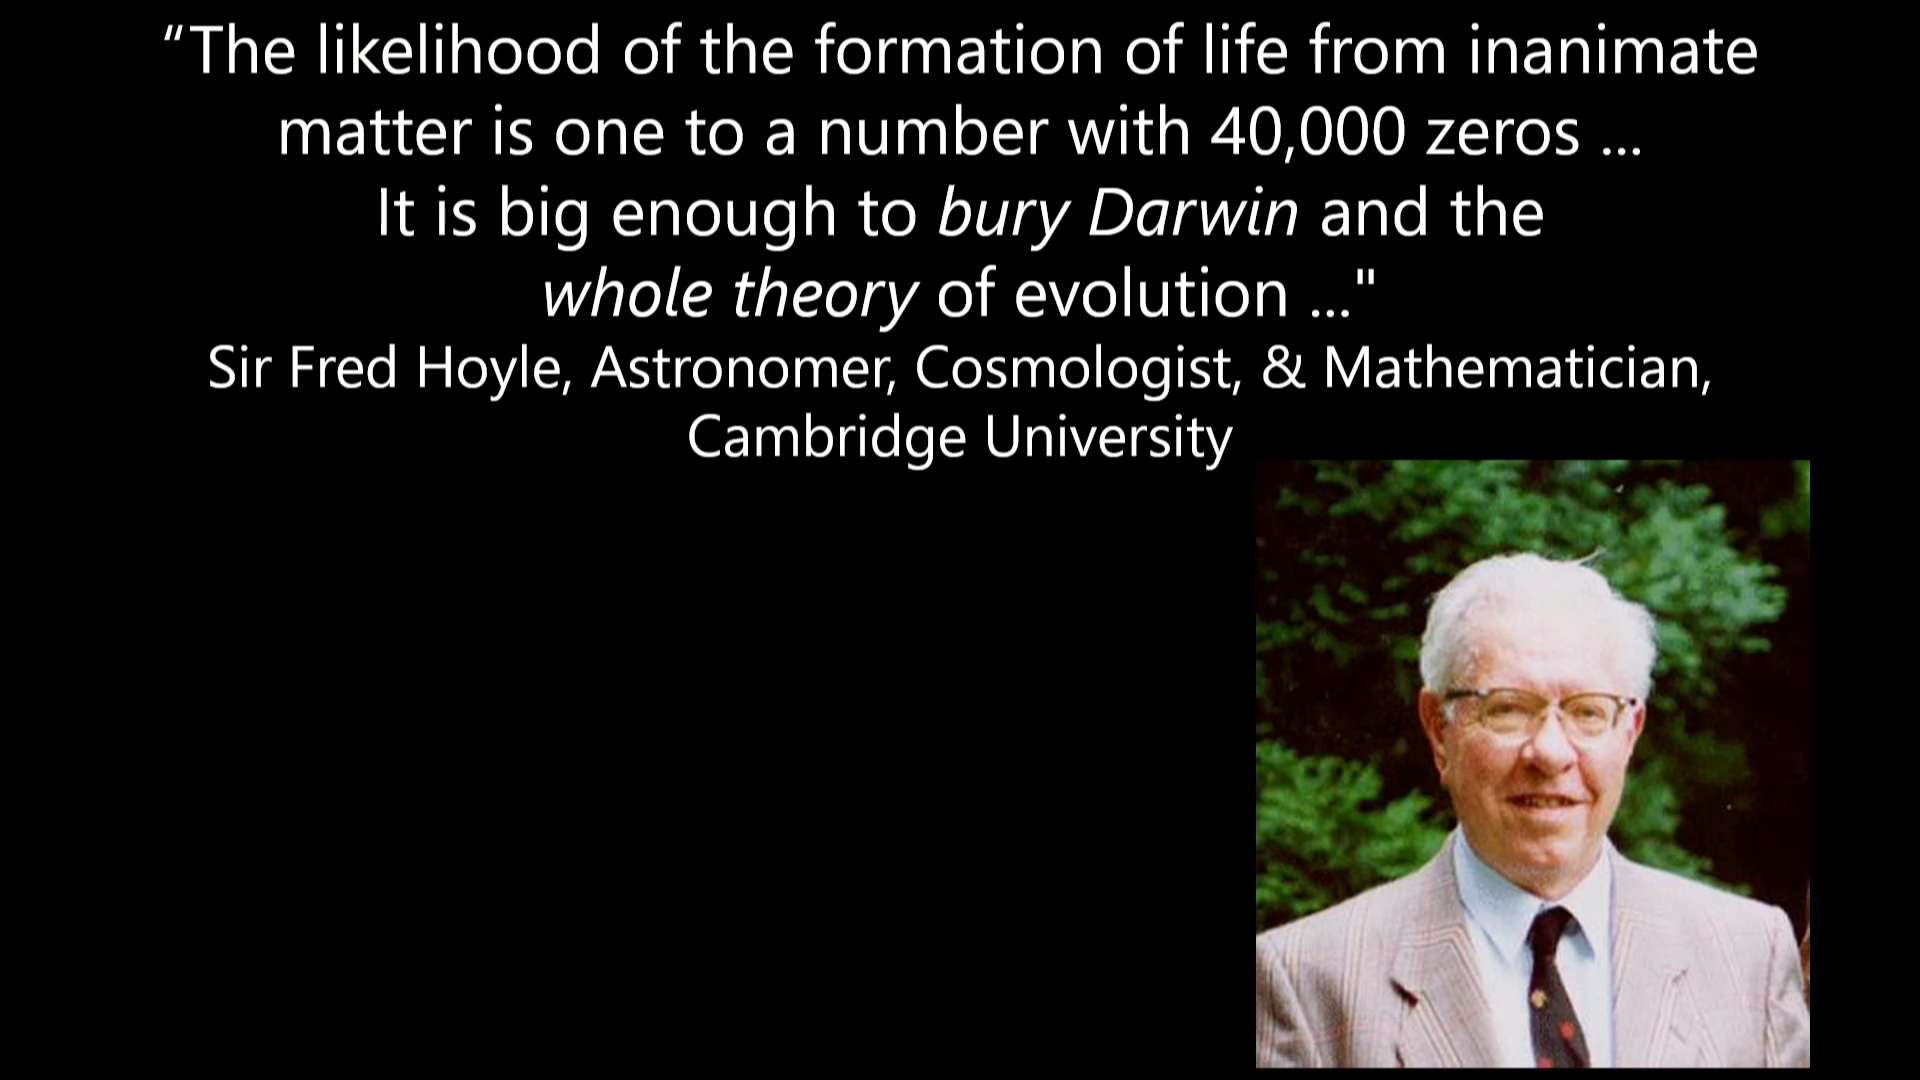 “The likelihood of the formation of life from inanimate
matter is one to a number with 40,000 zeros ...
It is big enough to bury Darwin and the
whole theory of evolution ..."
Sir Fred Hoyle, Astronomer, Cosmologist, & Mathematician,
Cambridge University